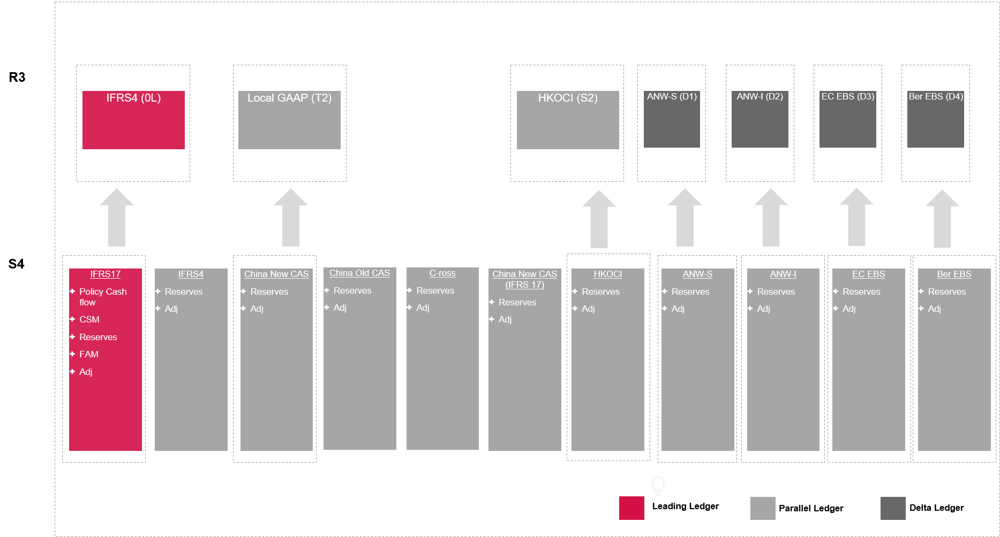 R3
IFRS4 (0L)
Local GAAP (T2)
HKOCI (S2)
ANW-S (D1)
ANW-I (D2)
EC EBS (D3)
Ber EBS (D4)
S4
IFRS17
Policy Cash
flow
CSM
Reserves
FAM
Adj
IFRS4
Reserves
Adj
China New CAS
Reserves
Adj
China Old CAS
Reserves
Adj
C-ross
Reserves
Adj
China New CAS
(IFRS 17)
Reserves
Adj
HKOCI
Reserves
Adj
ANW-S
Reserves
Adj
ANW-I
Reserves
Adj
EC EBS
Reserves
Adj
Ber EBS
Reserves
Adj
Leading Ledger
Parallel Ledger
Delta Ledger